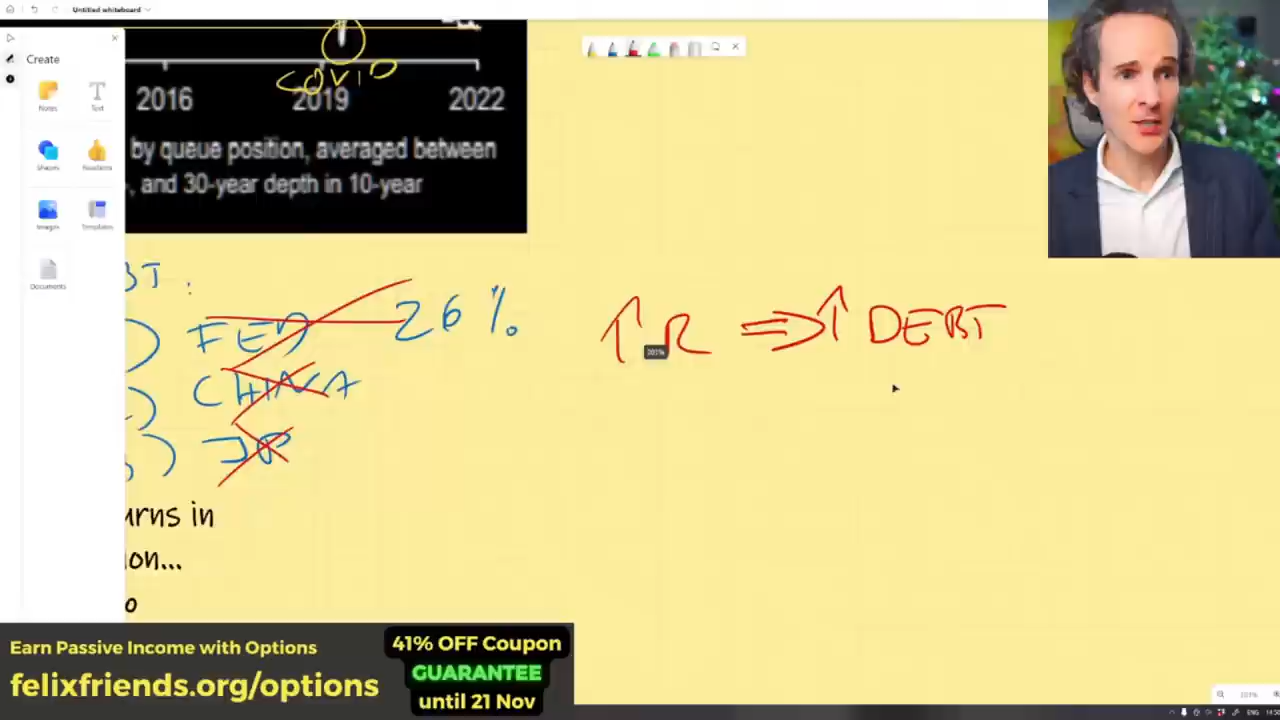 Untitled whiteboard
Create
Notes
Text
Shapes
Reactions
Images
Templates
Documents
COVID
2016
2019
2022
by queue position, averaged between
, and 30-year depth in 10-year
BT :
) FED 26 %
) CHINA
) JP
↑ R ⇒ ↑ DEBT
urns in
ion...
o
Earn Passive Income with Options
felixfriends.org/options
41% OFF Coupon
GUARANTEE
until 21 Nov
ENG